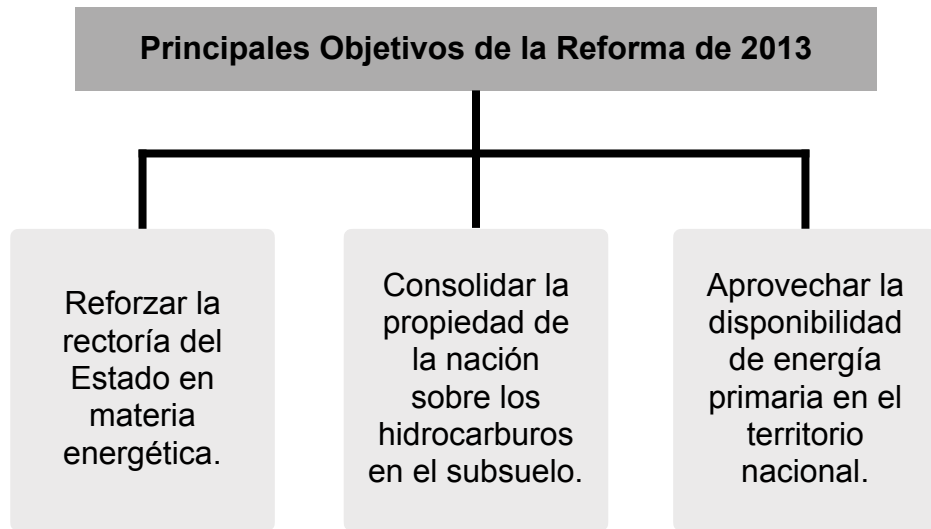 Principales Objetivos de la Reforma de 2013
Reforzar la
rectoría del
Estado en
materia
energética.
Consolidar la
propiedad de
la nación
sobre los
hidrocarburos
en el subsuelo.
Aprovechar la
disponibilidad
de energía
primaria en el
territorio
nacional.